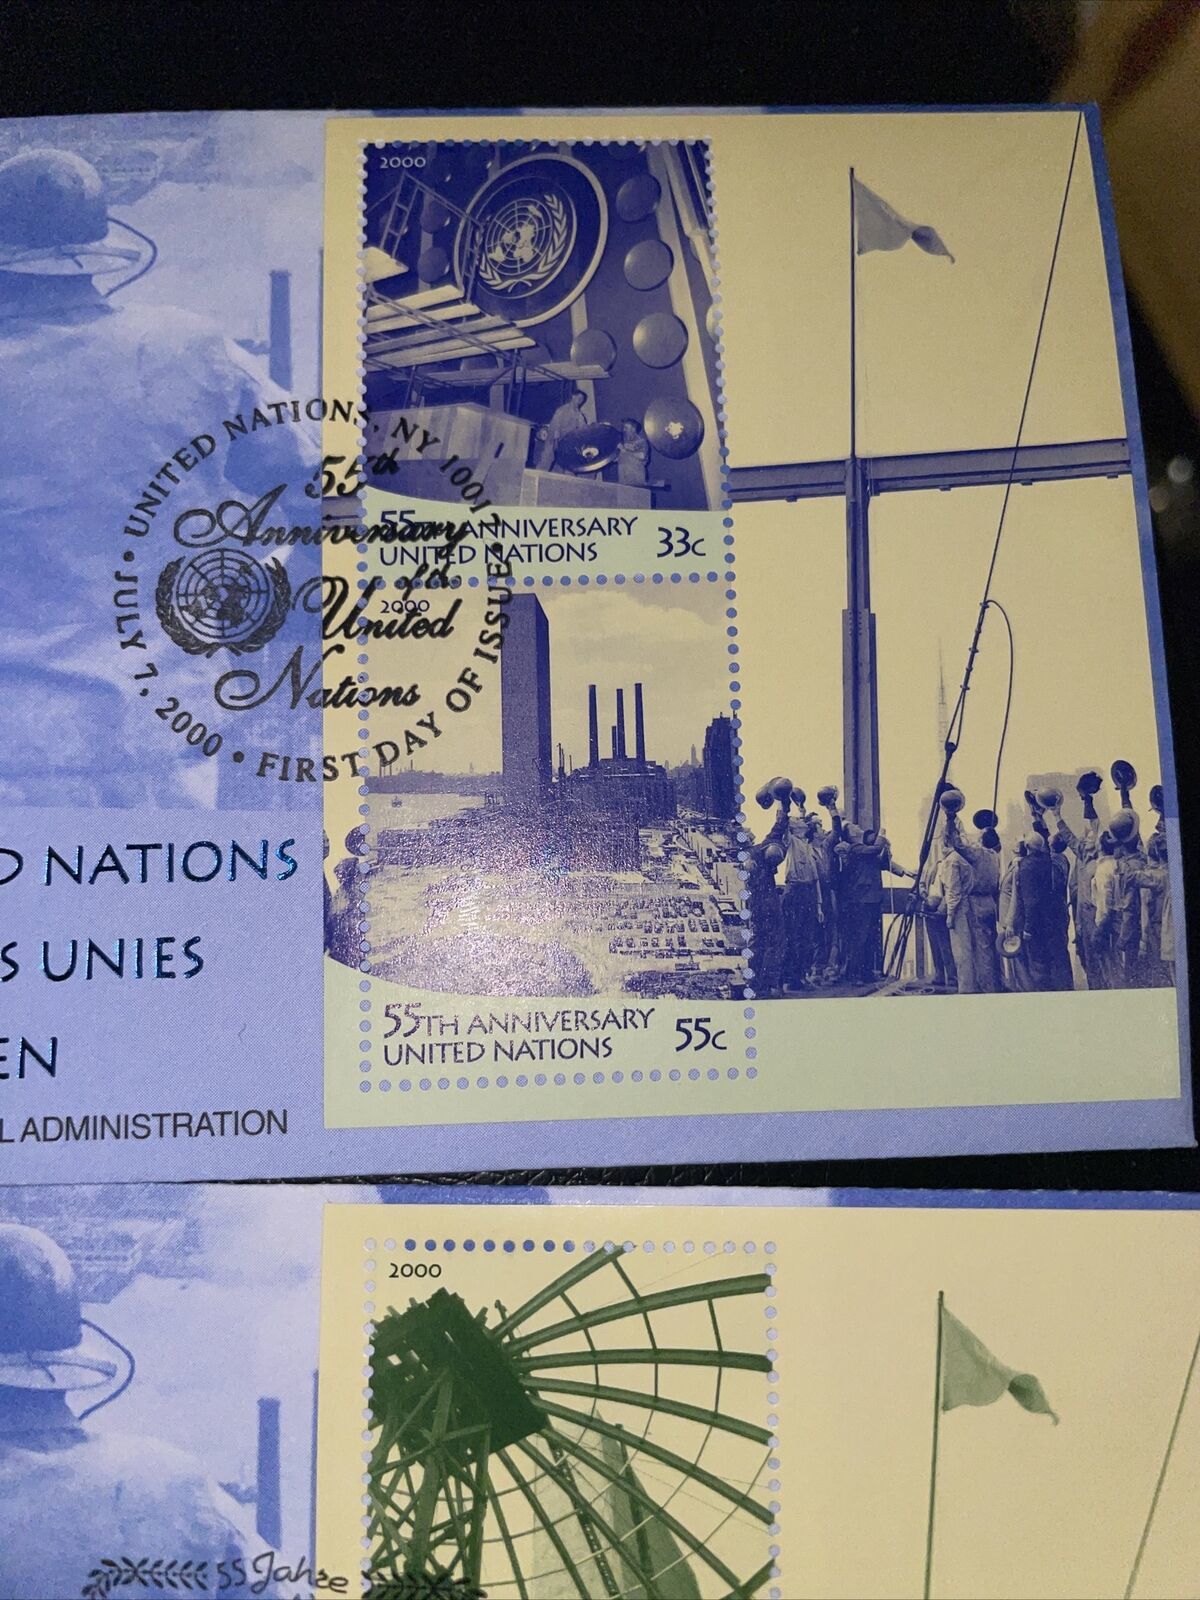 2000
UNITED NATIONS, NY 10017
55th
Anniversary
of the
United
Nations
JULY 7, 2000 • FIRST DAY OF ISSUE •
55TH ANNIVERSARY
UNITED NATIONS 33c
2000
55TH ANNIVERSARY
UNITED NATIONS 55c
D NATIONS
S UNIES
EN
L ADMINISTRATION
2000
55 Jahre